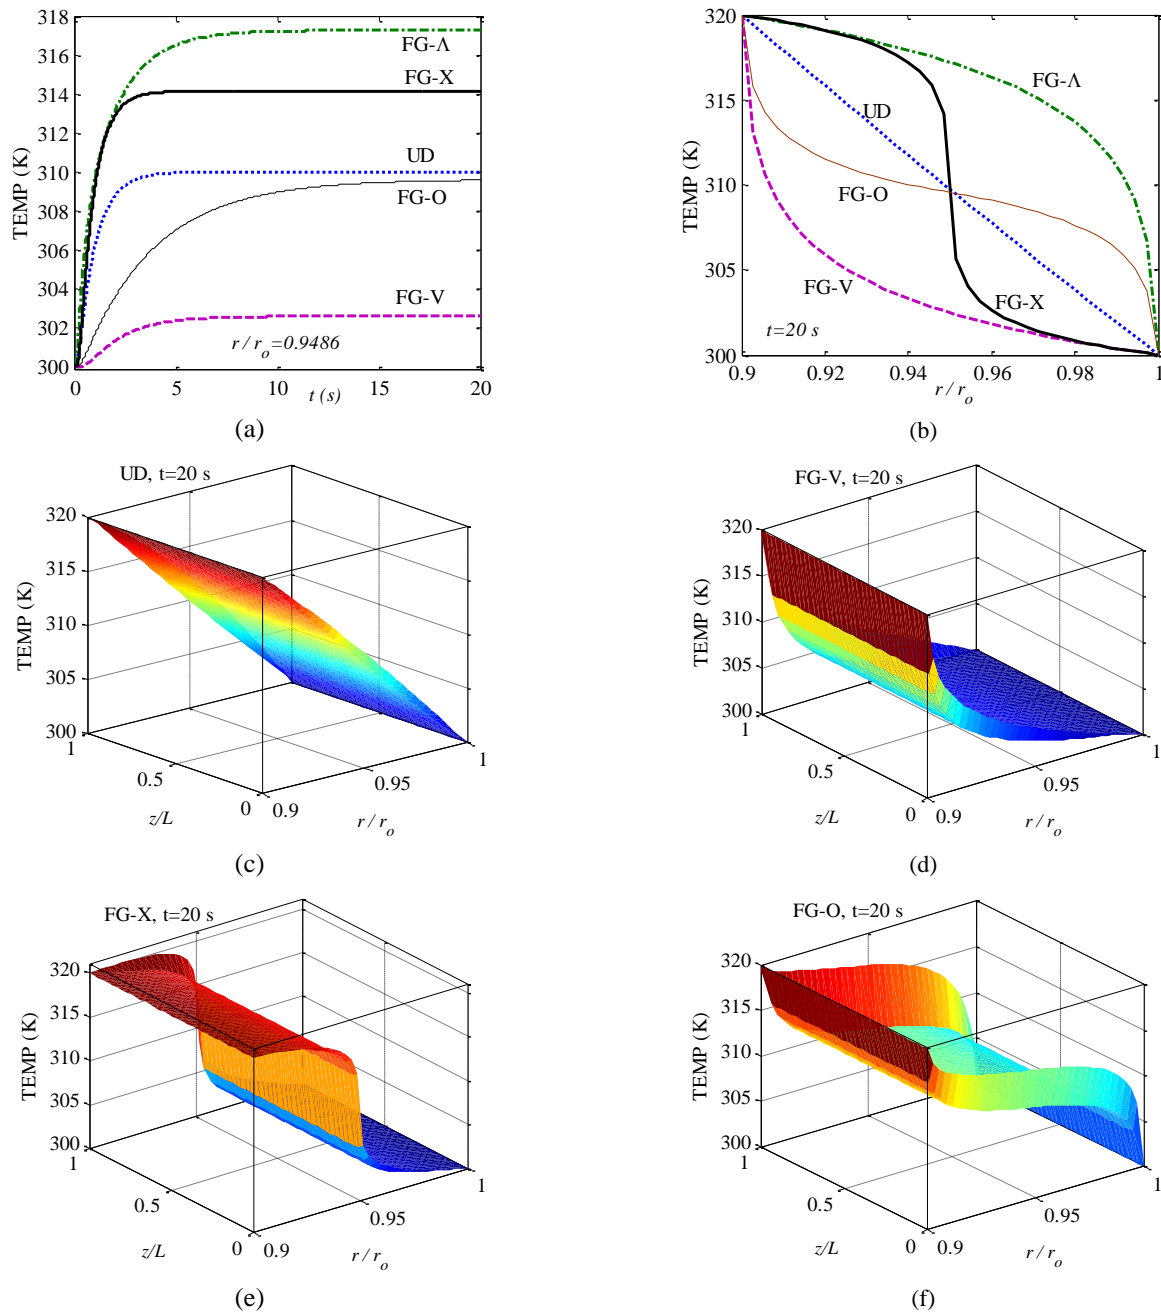 318
316
314
312
310
308
306
304
302
300
TEMP (K)
FG-Λ
FG-X
UD
FG-O
FG-V
r/r_o=0.9486
0
5
10
15
20
t (s)
(a)
320
315
310
305
300
TEMP (K)
FG-Λ
UD
FG-O
FG-V
FG-X
t=20 s
0.9
0.92
0.94
0.96
0.98
1
r/r_o
(b)
UD, t=20 s
320
315
310
305
300
TEMP (K)
1
0.5
0
z/L
0.9
0.95
1
r/r_o
(c)
FG-V, t=20 s
320
315
310
305
300
TEMP (K)
1
0.5
0
z/L
0.9
0.95
1
r/r_o
(d)
FG-X, t=20 s
320
315
310
305
300
TEMP (K)
1
0.5
0
z/L
0.9
0.95
1
r/r_o
(e)
FG-O, t=20 s
320
315
310
305
300
TEMP (K)
1
0.5
0
z/L
0.9
0.95
1
r/r_o
(f)